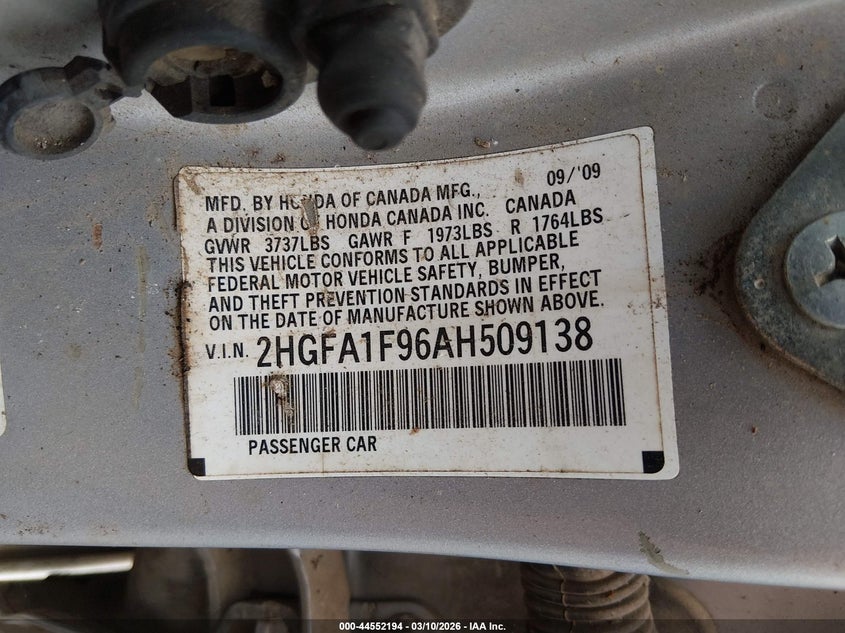 09/'09
MFD. BY HONDA OF CANADA MFG.,
A DIVISION OF HONDA CANADA INC. CANADA
GVWR 3737LBS GAWR F 1973LBS R 1764LBS
THIS VEHICLE CONFORMS TO ALL APPLICABLE
FEDERAL MOTOR VEHICLE SAFETY, BUMPER,
AND THEFT PREVENTION STANDARDS IN EFFECT
ON THE DATE OF MANUFACTURE SHOWN ABOVE.
V.I.N. 2HGFA1F96AH509138
PASSENGER CAR
000-44552194 — 03/10/2026 — IAA Inc.